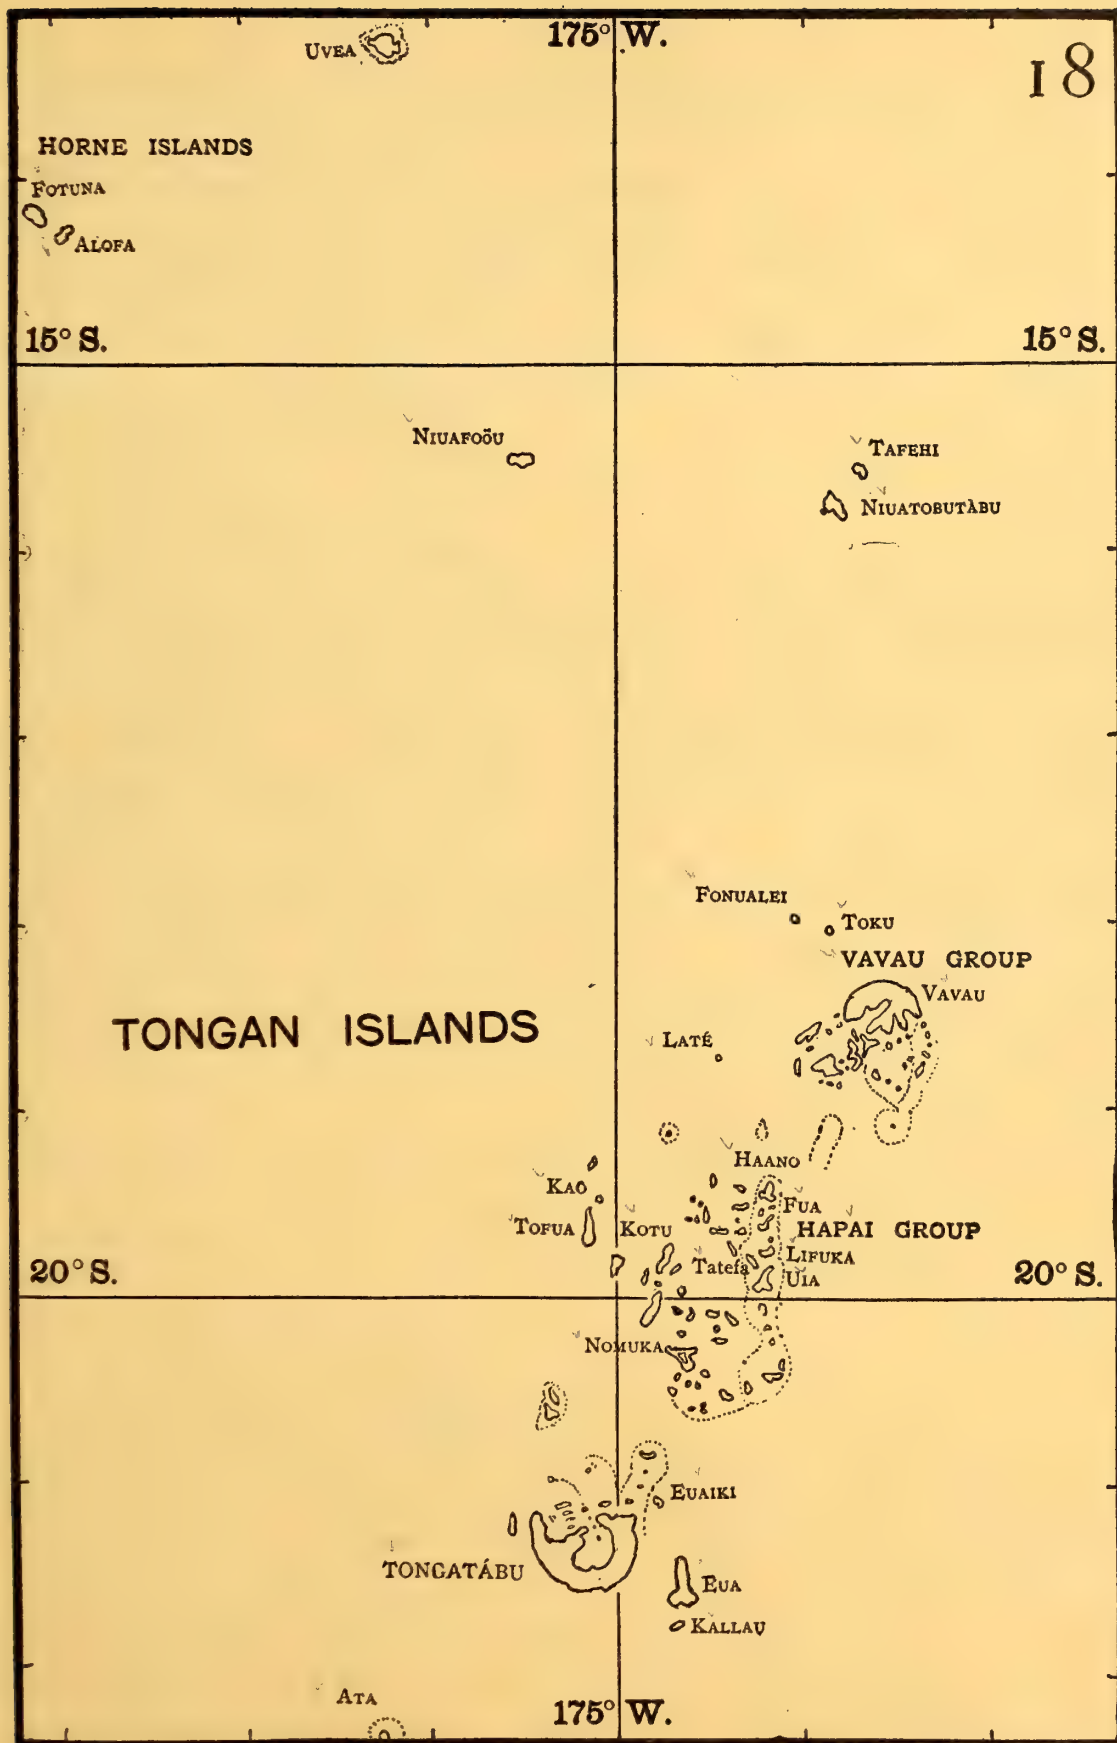 UVEA
175° W.
18
HORNE ISLANDS
FOTUNA
ALOFA
15° S.
15° S.
NIUAFOÖU
TAFEHI
NIUATOBUTÀBU
FONUALEI
TOKU
VAVAU GROUP
VAVAU
TONGAN ISLANDS
LATÉ
HAANO
KAO
FUA
TOFUA
KOTU
HAPAI GROUP
LIFUKA
Tatefa
UIA
20° S.
20° S.
NOMUKA
EUAIKI
TONGATÁBU
EUA
KALLAU
ATA
175° W.